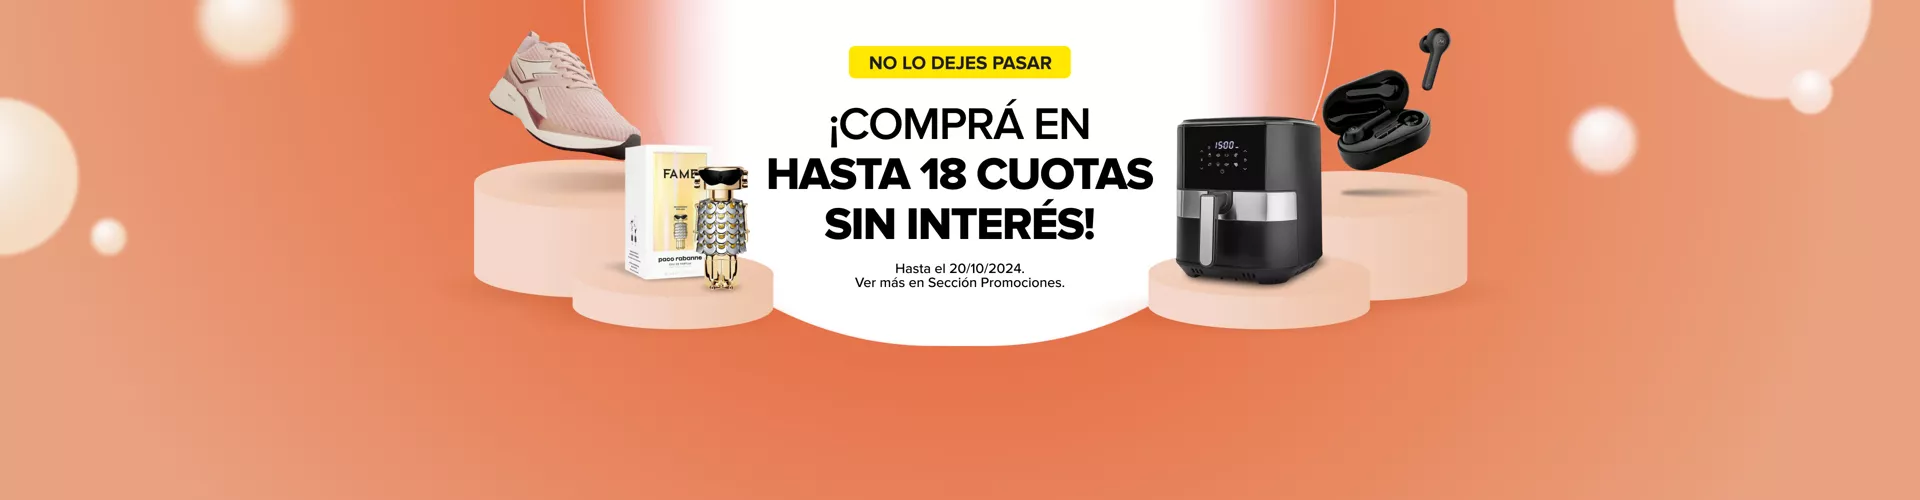 NO LO DEJES PASAR
¡COMPRÁ EN
HASTA 18 CUOTAS
SIN INTERÉS!
Hasta el 20/10/2024.
Ver más en Sección Promociones.
FAME
paco rabanne
1500